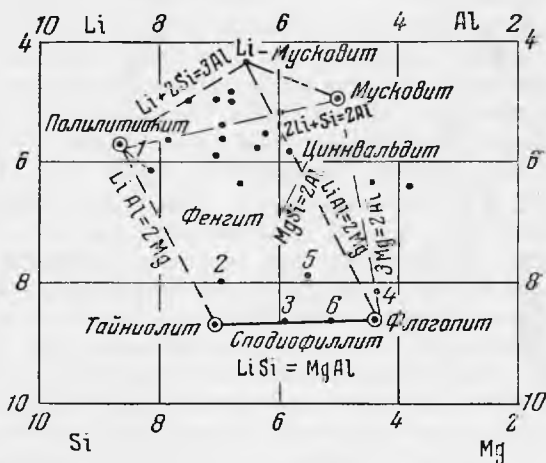 10 Li 8 6 Al 4 2
4 4
Li-Мусковит
Li+2Si=3Al
Мусковит
Полилитионит
2Li+Si=2Al
1
Циннвальдит
6 6
LiAl=2Mg
Фенгит
MgSi=2Al
LiAl=2Mg
3Mg=2Al
2 5
8 8
4
3 6
Тайниолит
Флогопит
Сподиофиллит
LiSi = MgAl
10 10
10 8 6 4 2
Si Mg